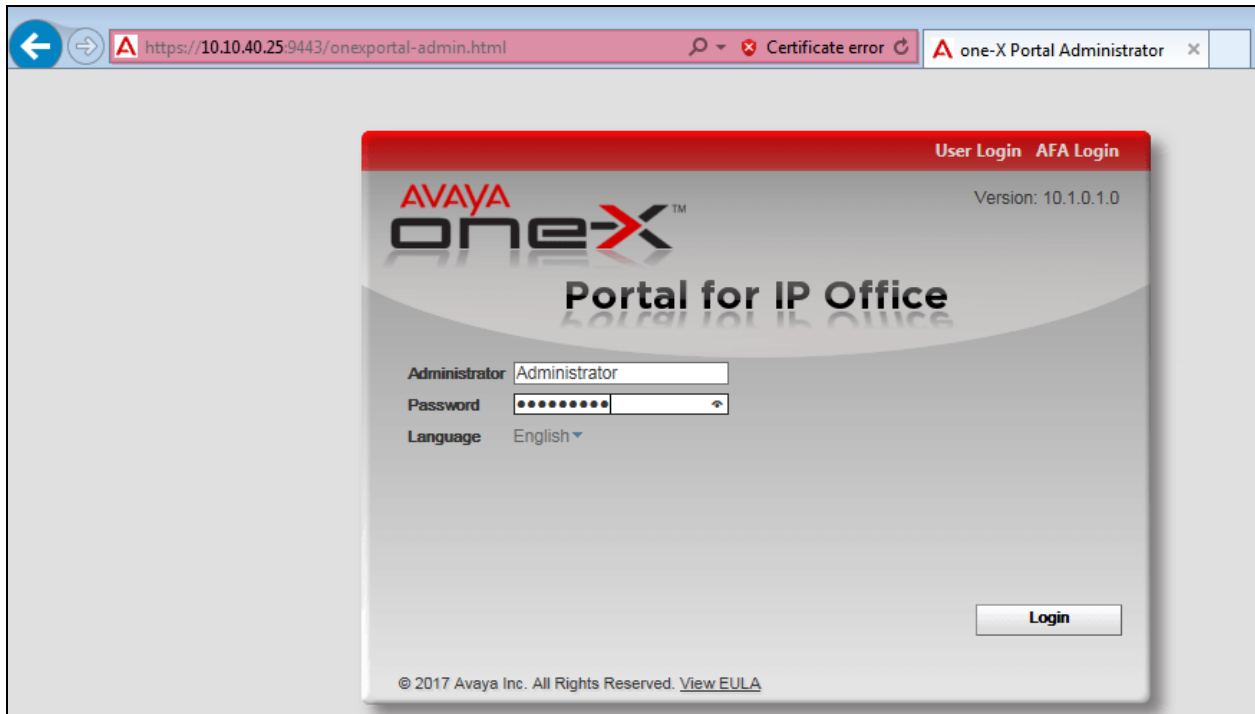 https://10.10.40.25:9443/onexportal-admin.html Certificate error one-X Portal Administrator
User Login AFA Login
AVAYA
one-X™
Version: 10.1.0.1.0
Portal for IP Office
Administrator Administrator
Password •••••••••
Language English
Login
© 2017 Avaya Inc. All Rights Reserved. View EULA